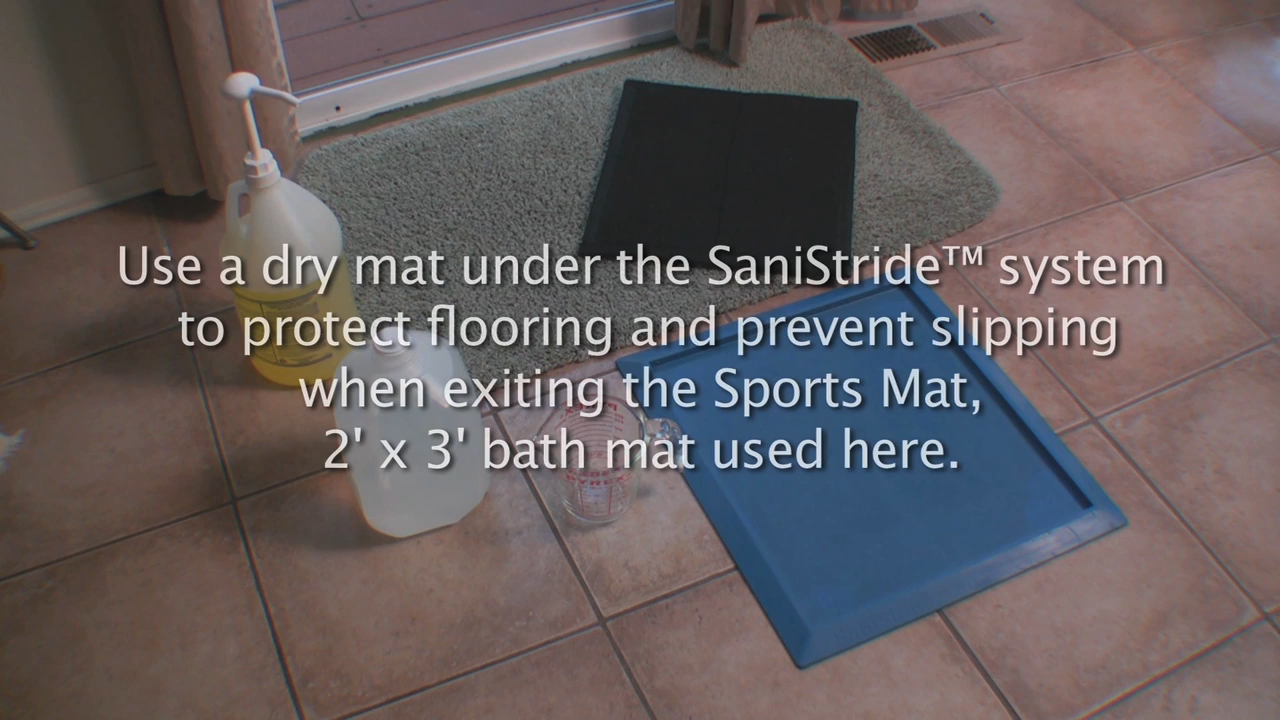 Use a dry mat under the SaniStride™ system
to protect flooring and prevent slipping
when exiting the Sports Mat,
2' x 3' bath mat used here.